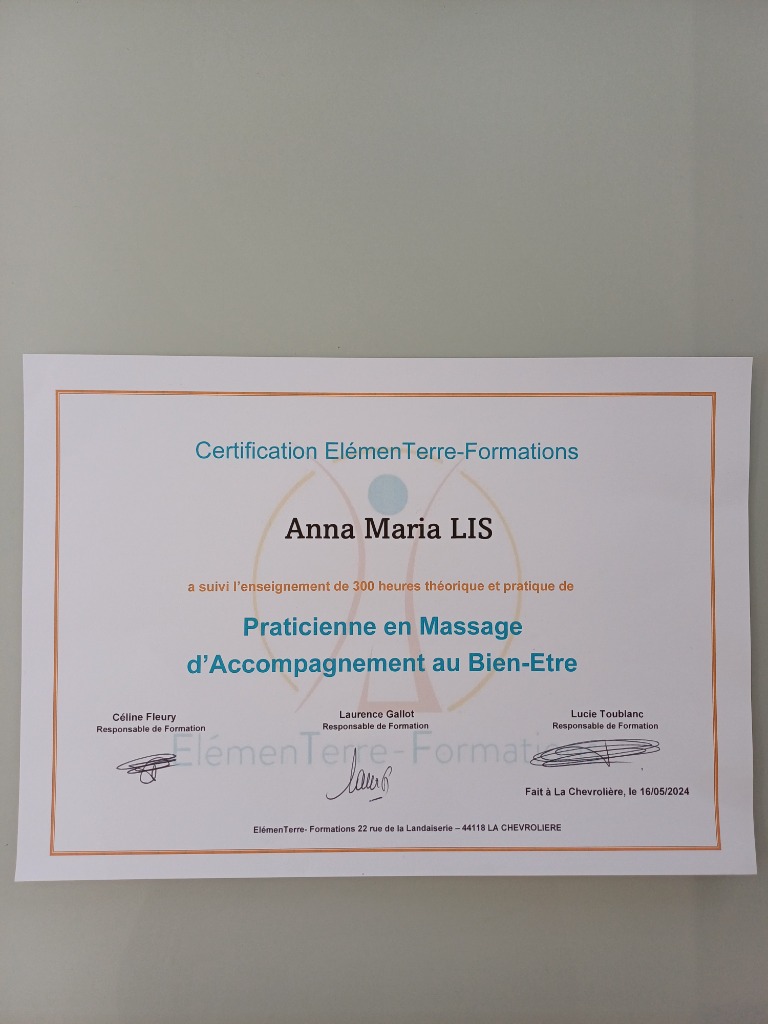 Certification ElémenTerre-Formations
Anna Maria LIS
a suivi l'enseignement de 300 heures théorique et pratique de
Praticienne en Massage
d'Accompagnement au Bien-Etre
Céline Fleury
Responsable de Formation
Laurence Gallot
Responsable de Formation
Lucie Toublanc
Responsable de Formation
ElémenTerre-Formati
Fait à La Chevrolière, le 16/05/2024
ElémenTerre- Formations 22 rue de la Landaiserie – 44118 LA CHEVROLIERE